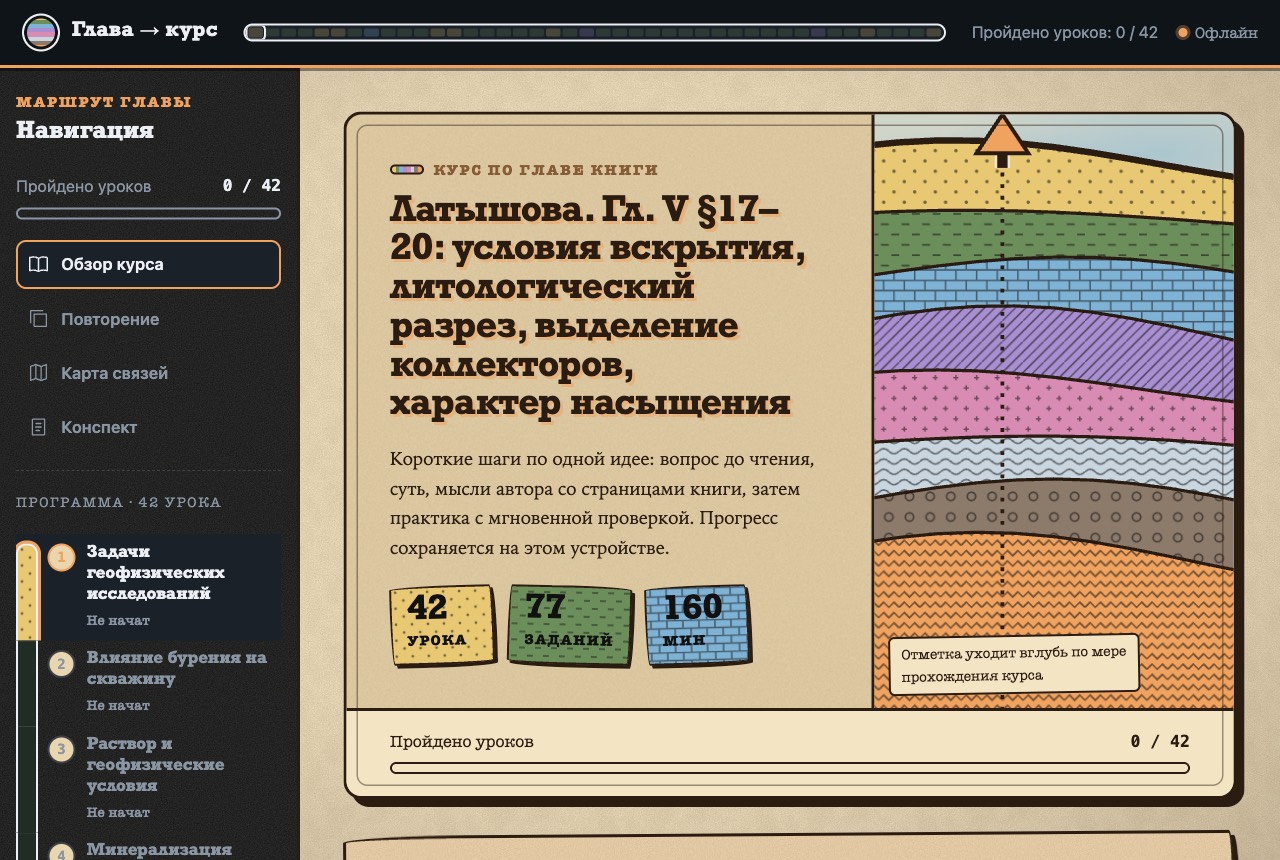 Глава → курс
Пройдено уроков: 0 / 42
Офлайн
МАРШРУТ ГЛАВЫ
Навигация
Пройдено уроков
0 / 42
Обзор курса
Повторение
Карта связей
Конспект
ПРОГРАММА · 42 УРОКА
1
Задачи
геофизических
исследований
Не начат
2
Влияние бурения на
скважину
Не начат
3
Раствор и
геофизические
условия
Не начат
4
Минерализация
КУРС ПО ГЛАВЕ КНИГИ
Латышова. Гл. V §17–
20: условия вскрытия,
литологический
разрез, выделение
коллекторов,
характер насыщения
Короткие шаги по одной идее: вопрос до чтения,
суть, мысли автора со страницами книги, затем
практика с мгновенной проверкой. Прогресс
сохраняется на этом устройстве.
42
УРОКА
77
ЗАДАНИЙ
160
МИН
Отметка уходит вглубь по мере
прохождения курса
Пройдено уроков
0 / 42